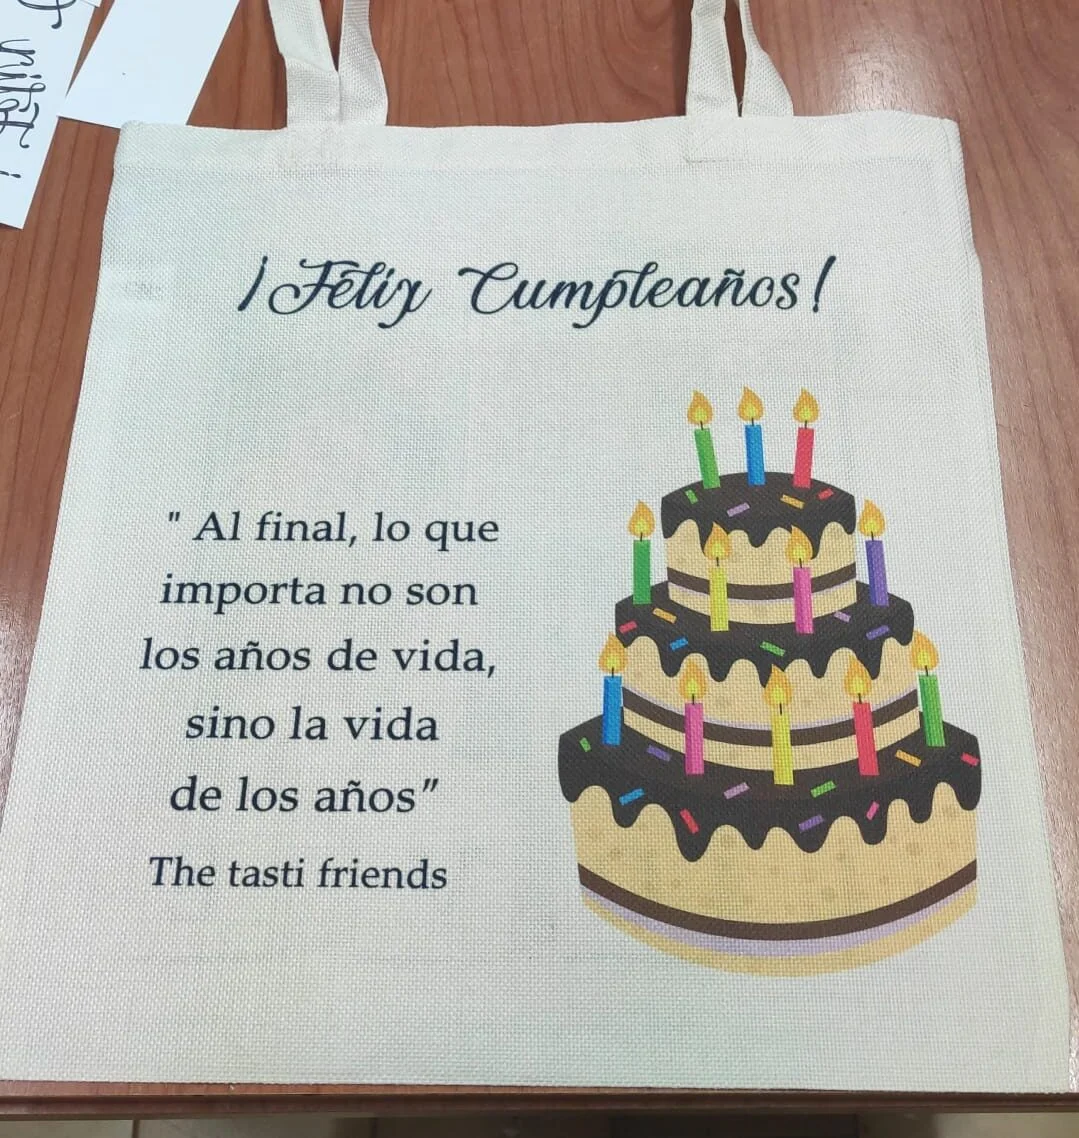 ¡Féliz Cumpleaños!
" Al final, lo que
importa no son
los años de vida,
sino la vida
de los años”
The tasti friends